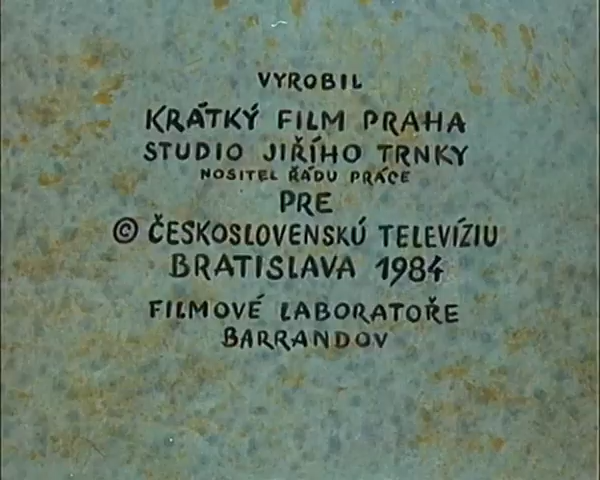 VYROBIL
KRÁTKÝ FILM PRAHA
STUDIO JIŘÍHO TRNKY
NOSITEL ŘÁDU PRÁCE
PRE
© ČESKOSLOVENSKÚ TELEVÍZIU
BRATISLAVA 1984
FILMOVÉ LABORATOŘE
BARRANDOV